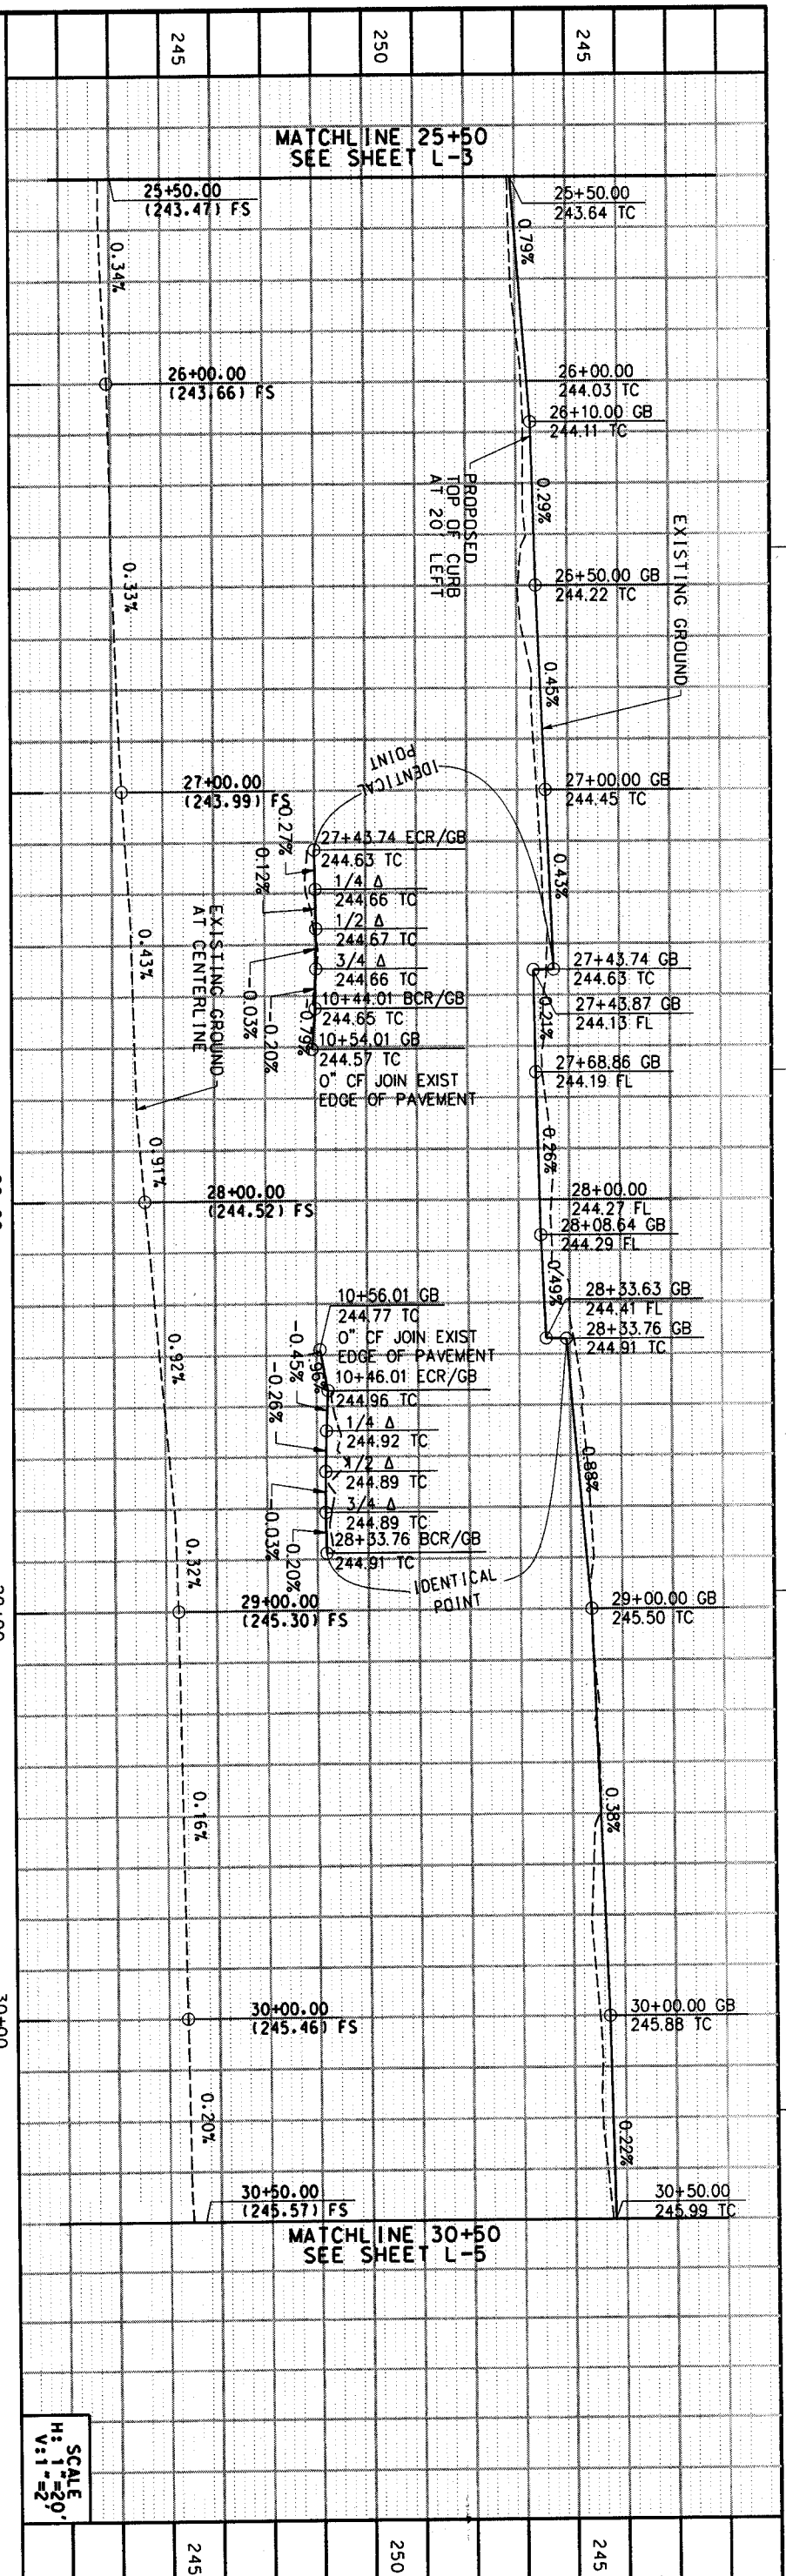 245
250
245
MATCHLINE 25+50
SEE SHEET L-3
25+50.00
(243.47) FS
25+50.00
243.64 TC
0.34%
0.79%
26+00.00
(243.66) FS
26+00.00
244.03 TC
26+10.00 GB
244.11 TC
PROPOSED
TOP OF CURB
AT 20' LEFT
0.29%
EXISTING GROUND
0.33%
26+50.00 GB
244.22 TC
0.45%
27+00.00
(243.99) FS
27+00.00 GB
244.45 TC
IDENTICAL
POINT
0.43%
27+43.74 ECR/GB
244.63 TC
1/4 Δ
244.66 TC
1/2 Δ
244.67 TC
3/4 Δ
244.66 TC
10+44.01 BCR/GB
244.65 TC
10+54.01 GB
244.57 TC
0" CF JOIN EXIST
EDGE OF PAVEMENT
0.27%
0.12%
-0.03%
-0.20%
-0.79%
27+43.74 GB
244.63 TC
27+43.87 GB
244.13 FL
0.21%
27+68.86 GB
244.19 FL
0.43%
EXISTING GROUND
AT CENTERLINE
0.91%
0.26%
28+00.00
(244.52) FS
28+00.00
244.27 FL
28+08.64 GB
244.29 FL
0.49%
28+33.63 GB
244.41 FL
28+33.76 GB
244.91 TC
10+56.01 GB
244.77 TC
0" CF JOIN EXIST
EDGE OF PAVEMENT
10+46.01 ECR/GB
244.96 TC
1/4 Δ
244.92 TC
1/2 Δ
244.89 TC
3/4 Δ
244.89 TC
28+33.76 BCR/GB
244.91 TC
-0.45%
-0.26%
-0.03%
0.20%
0.92%
0.88%
IDENTICAL
POINT
0.32%
29+00.00
(245.30) FS
29+00.00 GB
245.50 TC
0.16%
0.38%
30+00.00
(245.46) FS
30+00.00 GB
245.88 TC
30+00
0.20%
0.22%
30+50.00
(245.57) FS
30+50.00
245.99 TC
MATCHLINE 30+50
SEE SHEET L-5
SCALE
H: 1"=20'
V: 1"=2'
245
250
245